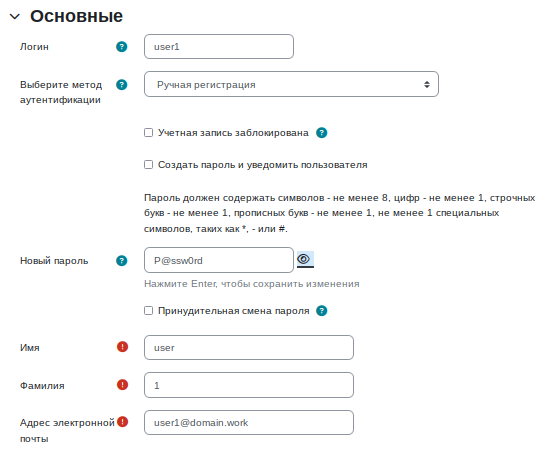 Основные
Логин
user1
Выберите метод
аутентификации
Ручная регистрация
Учетная запись заблокирована
Создать пароль и уведомить пользователя
Пароль должен содержать символов - не менее 8, цифр - не менее 1, строчных
букв - не менее 1, прописных букв - не менее 1, не менее 1 специальных
символов, таких как *, - или #.
Новый пароль
P@ssw0rd
Нажмите Enter, чтобы сохранить изменения
Принудительная смена пароля
Имя
user
Фамилия
1
Адрес электронной
почты
user1@domain.work